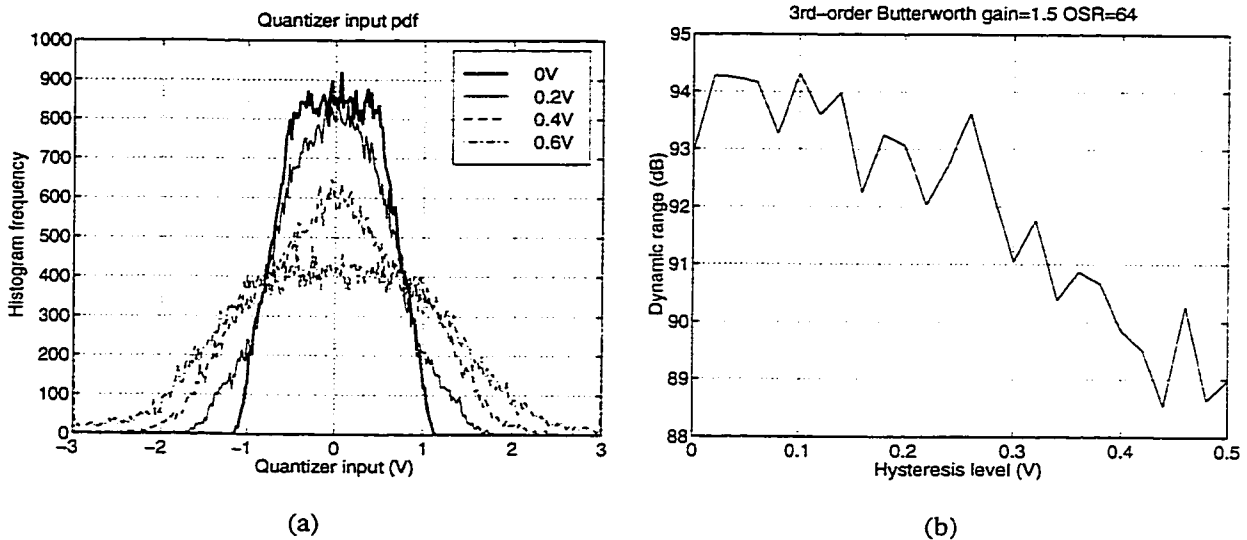 Quantizer input pdf
1000
900
800
700
600
500
400
300
200
100
0
Histogram frequency
0V
0.2V
0.4V
0.6V
−3
−2
−1
0
1
2
3
Quantizer input (V)
(a)
3rd−order Butterworth gain=1.5 OSR=64
95
94
93
92
91
90
89
88
Dynamic range (dB)
0
0.1
0.2
0.3
0.4
0.5
Hysteresis level (V)
(b)